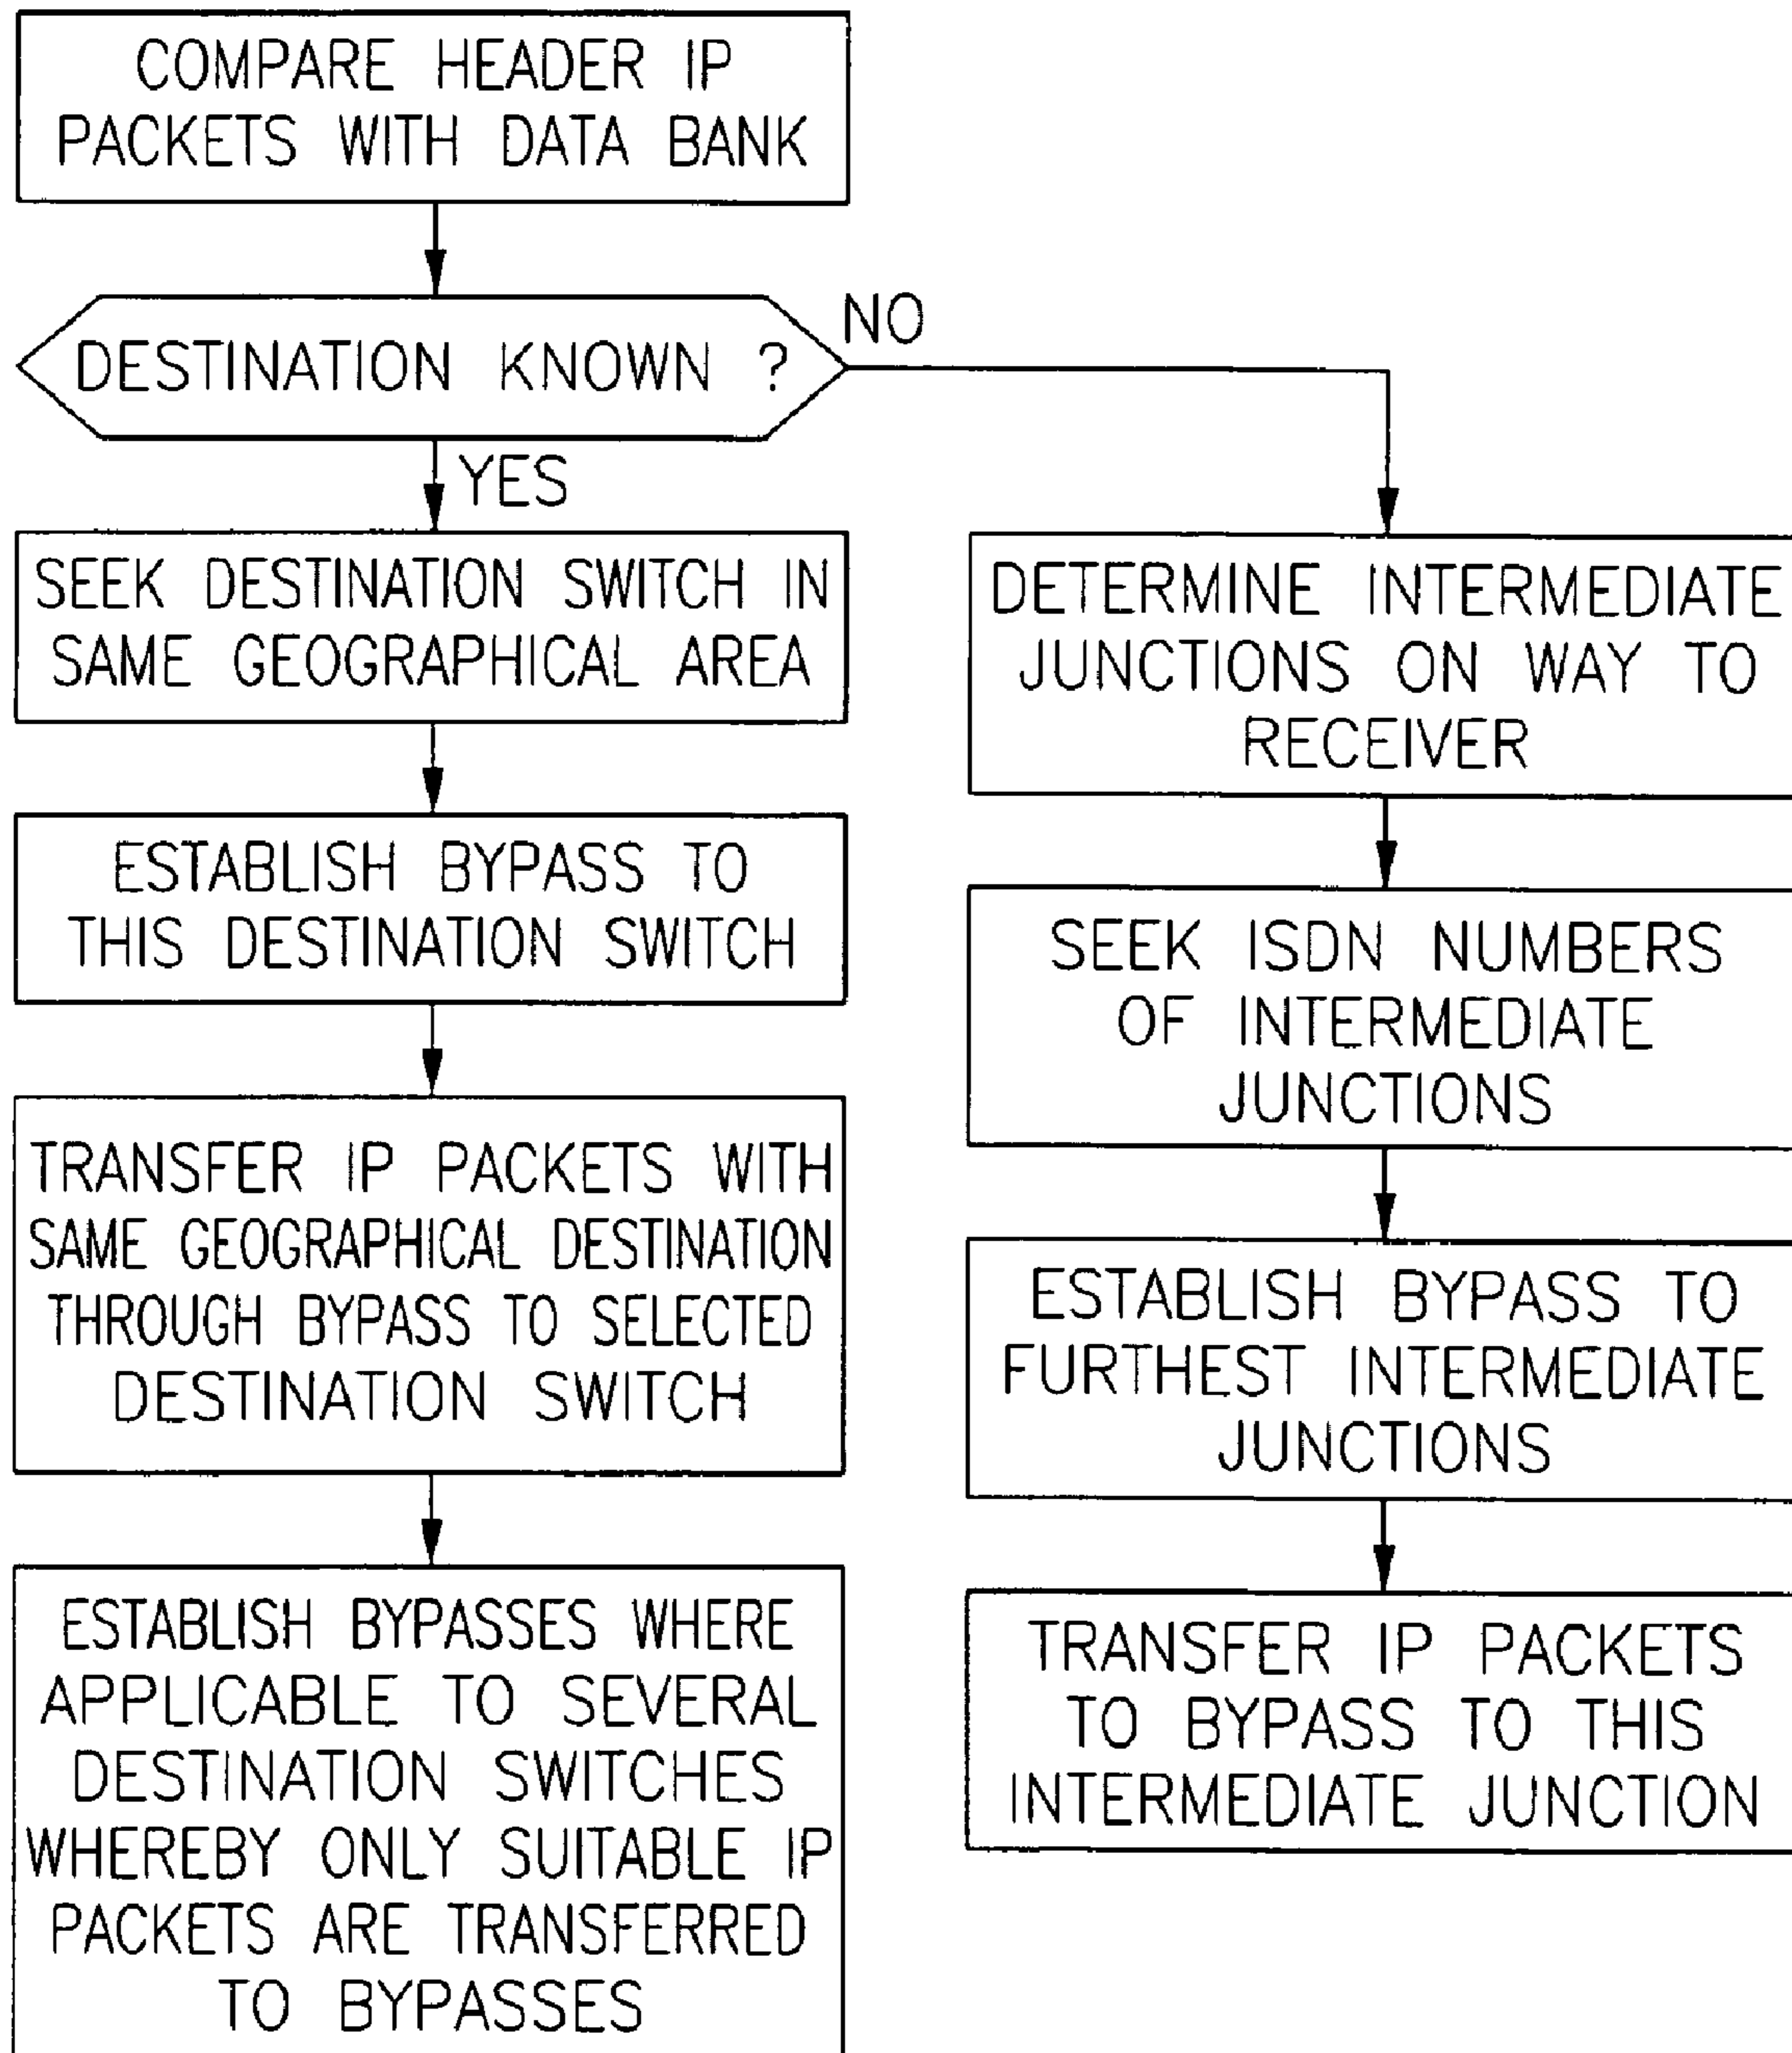 COMPARE HEADER IP
PACKETS WITH DATA BANK
DESTINATION KNOWN ?
NO
YES
SEEK DESTINATION SWITCH IN
SAME GEOGRAPHICAL AREA
ESTABLISH BYPASS TO
THIS DESTINATION SWITCH
TRANSFER IP PACKETS WITH
SAME GEOGRAPHICAL DESTINATION
THROUGH BYPASS TO SELECTED
DESTINATION SWITCH
ESTABLISH BYPASSES WHERE
APPLICABLE TO SEVERAL
DESTINATION SWITCHES
WHEREBY ONLY SUITABLE IP
PACKETS ARE TRANSFERRED
TO BYPASSES
DETERMINE INTERMEDIATE
JUNCTIONS ON WAY TO
RECEIVER
SEEK ISDN NUMBERS
OF INTERMEDIATE
JUNCTIONS
ESTABLISH BYPASS TO
FURTHEST INTERMEDIATE
JUNCTIONS
TRANSFER IP PACKETS
TO BYPASS TO THIS
INTERMEDIATE JUNCTION